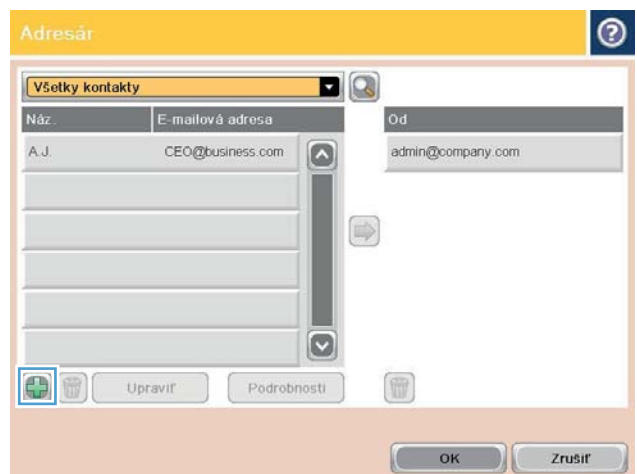 Adresár
Všetky kontakty
Náz. E-mailová adresa Od
A.J. CEO@business.com admin@company.com
Upraviť Podrobnosti
OK Zrušiť